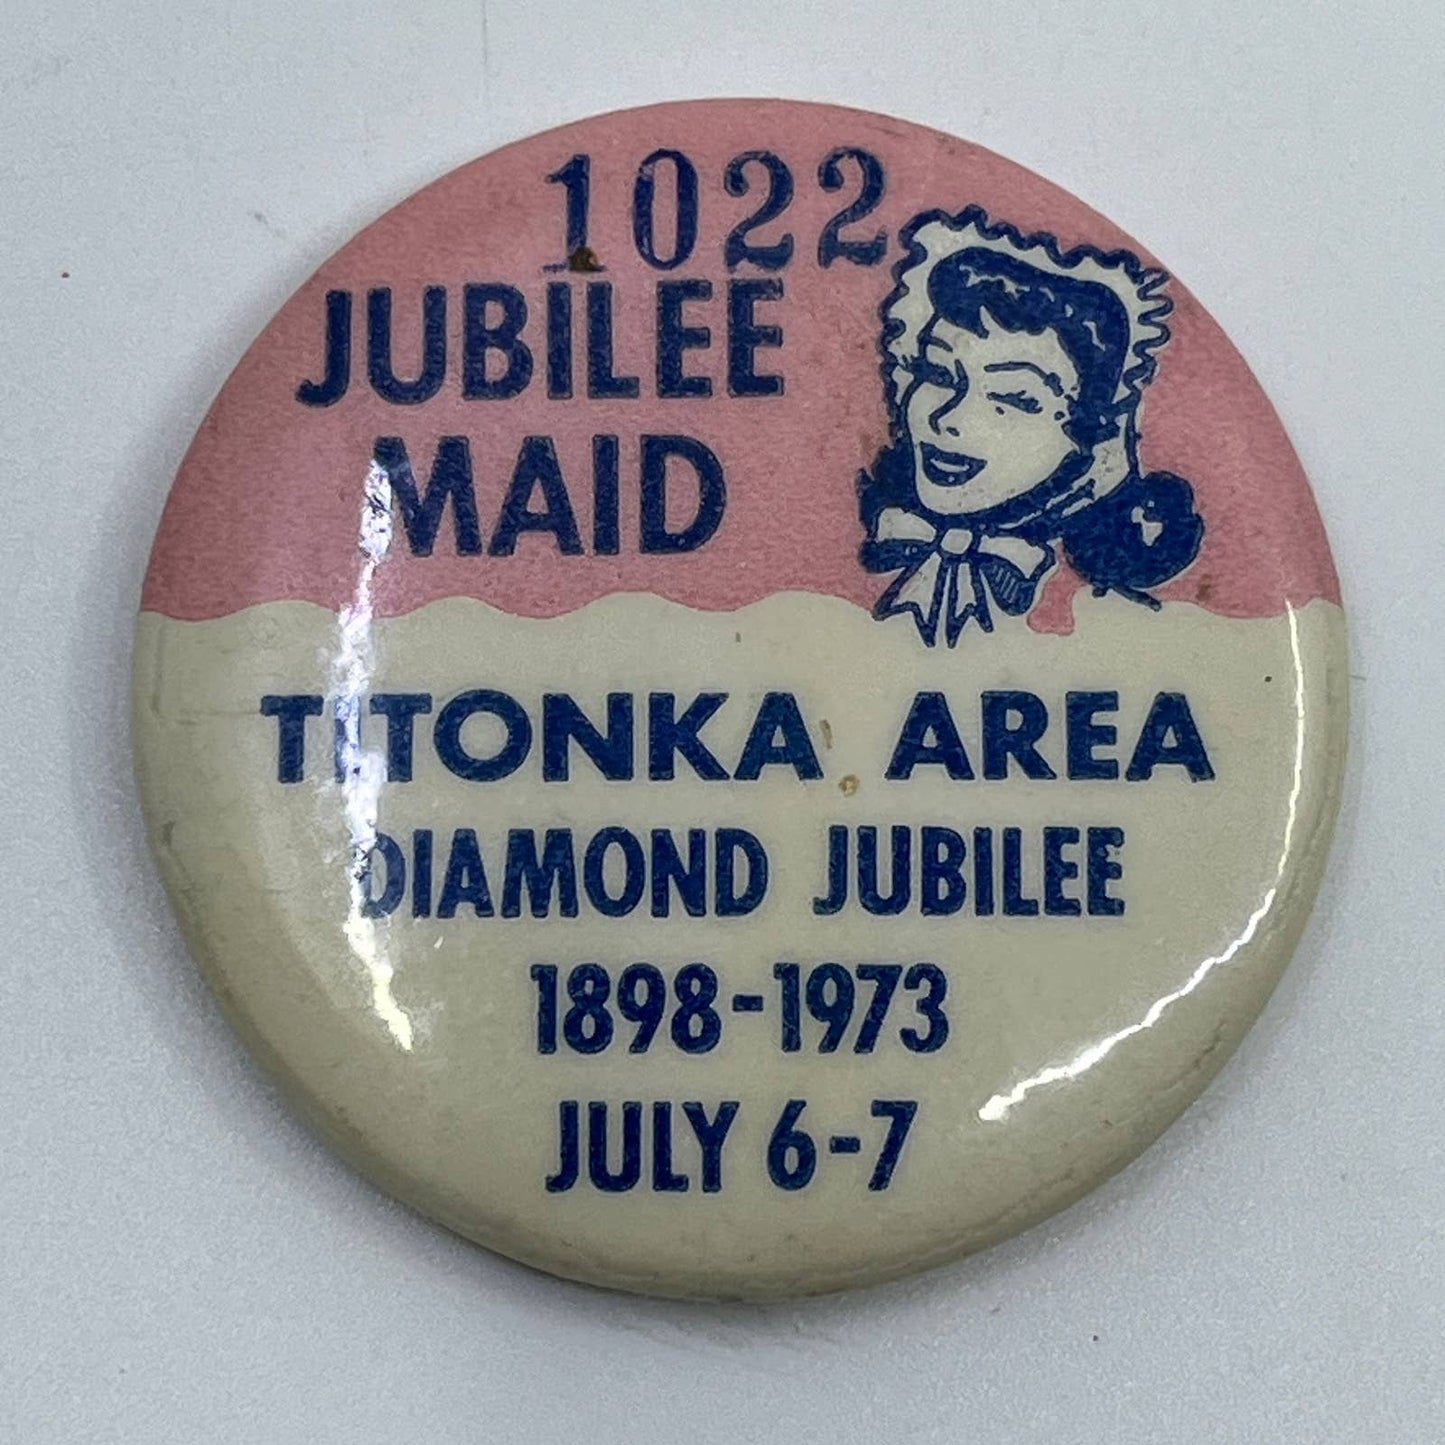 1022
JUBILEE
MAID
TITONKA AREA
DIAMOND JUBILEE
1898-1973
JULY 6-7